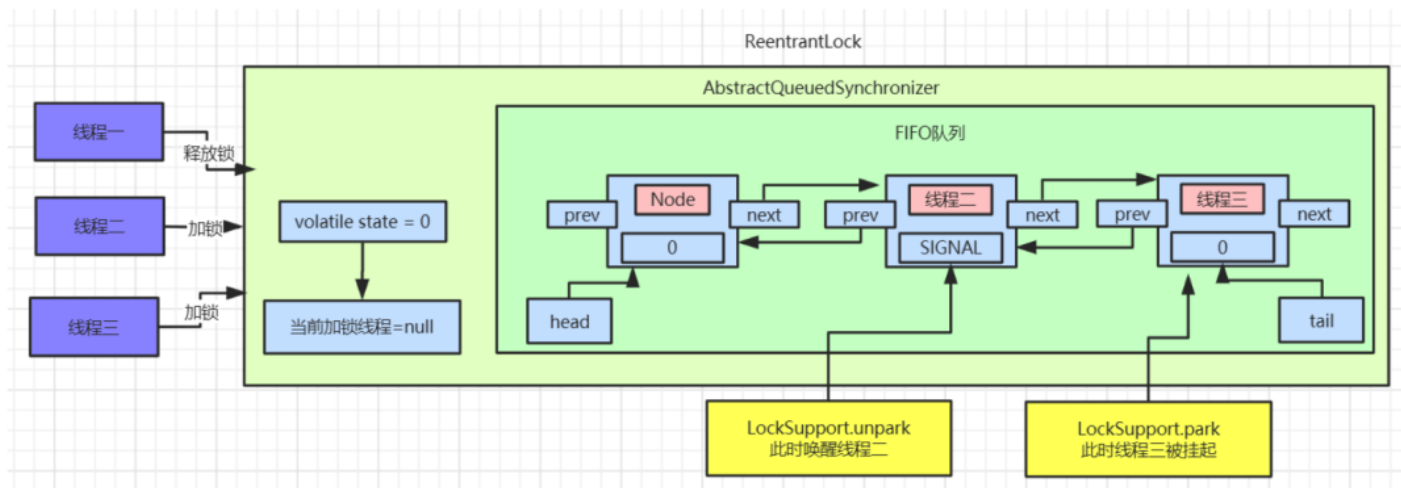 ReentrantLock
AbstractQueuedSynchronizer
FIFO队列
线程一
释放锁
线程二
加锁
线程三
加锁
volatile state = 0
当前加锁线程=null
prev
Node
next
0
prev
线程二
next
SIGNAL
prev
线程三
next
0
head
tail
LockSupport.unpark
此时唤醒线程二
LockSupport.park
此时线程三被挂起